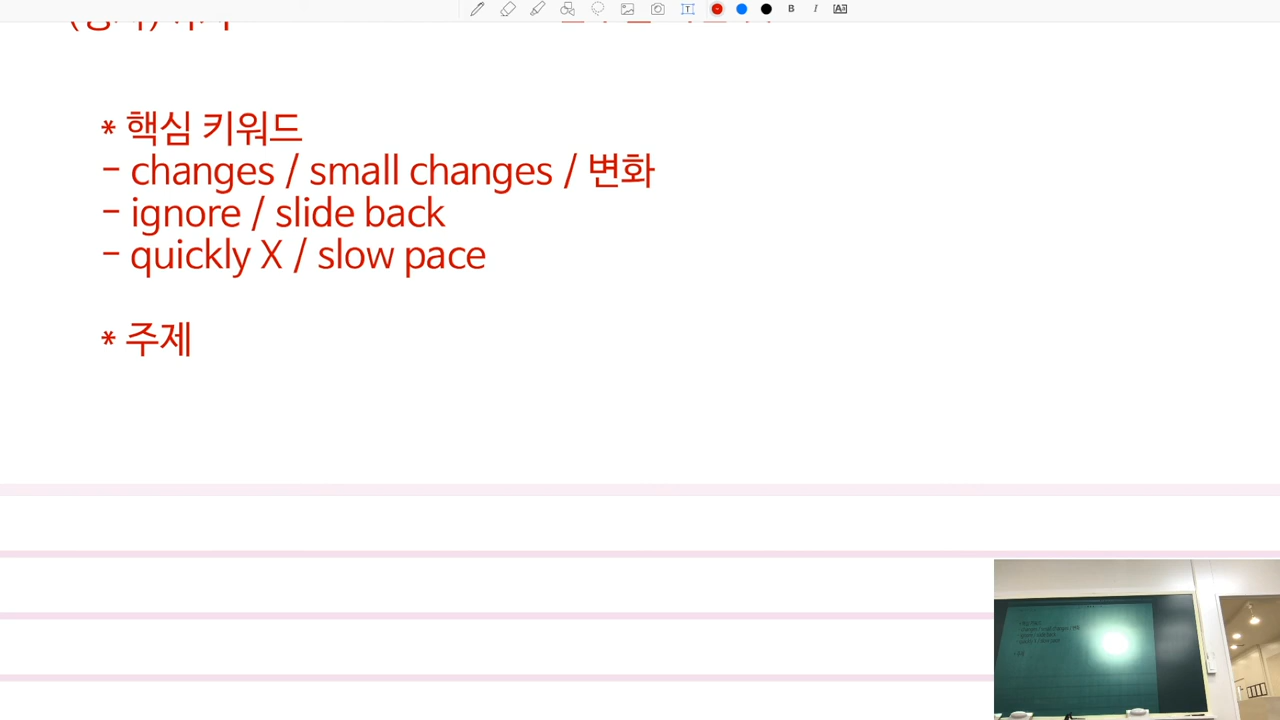 * 핵심 키워드
- changes / small changes / 변화
- ignore / slide back
- quickly X / slow pace
* 주제